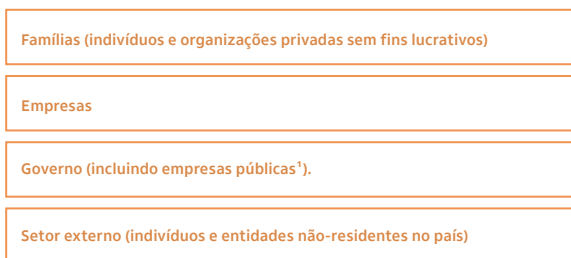 Famílias (indivíduos e organizações privadas sem fins lucrativos)
Empresas
Governo (incluindo empresas públicas¹).
Setor externo (indivíduos e entidades não-residentes no país)